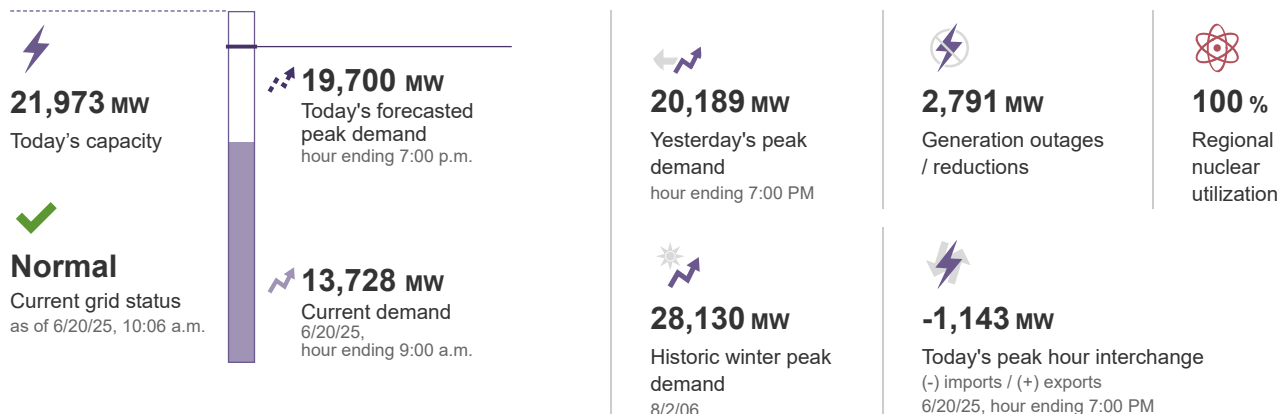 21,973 MW
Today's capacity
Normal
Current grid status
as of 6/20/25, 10:06 a.m.
19,700 MW
Today's forecasted
peak demand
hour ending 7:00 p.m.
13,728 MW
Current demand
6/20/25,
hour ending 9:00 a.m.
20,189 MW
Yesterday's peak
demand
hour ending 7:00 PM
2,791 MW
Generation outages
/ reductions
100 %
Regional
nuclear
utilization
28,130 MW
Historic winter peak
demand
8/2/06
-1,143 MW
Today's peak hour interchange
(-) imports / (+) exports
6/20/25, hour ending 7:00 PM